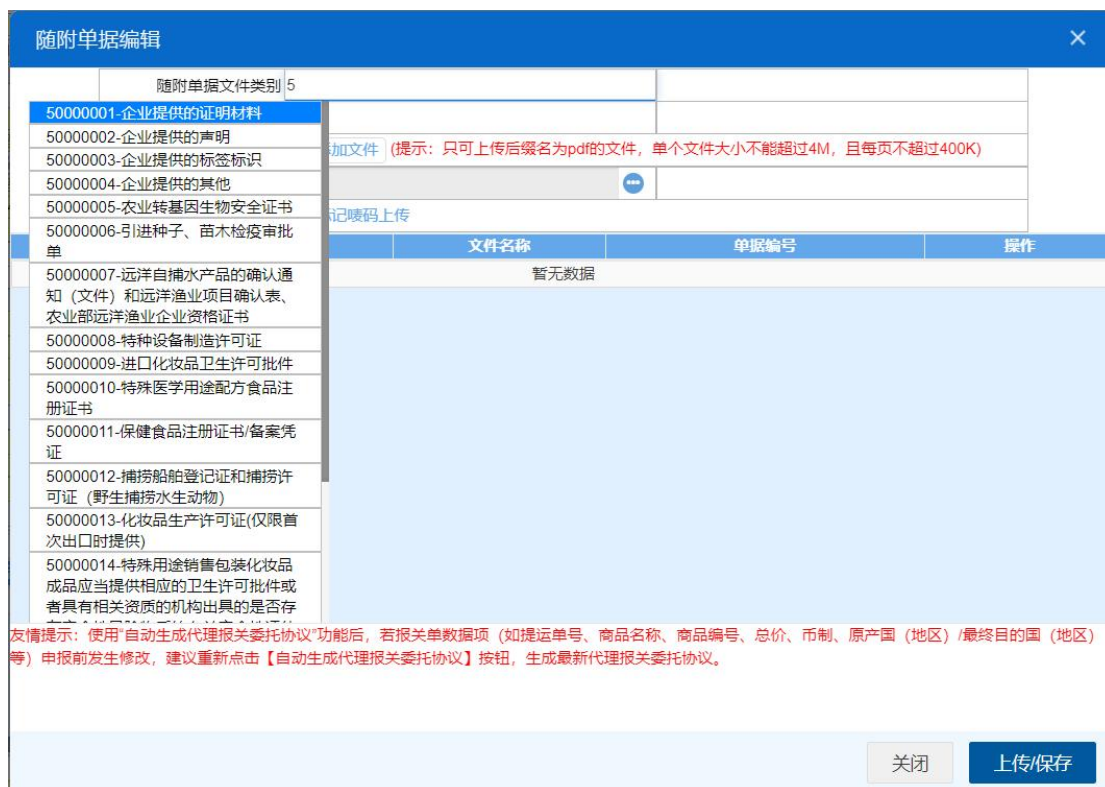 随附单据编辑
随附单据文件类别 5
50000001-企业提供的证明材料
50000002-企业提供的声明
加文件 (提示：只可上传后缀名为pdf的文件，单个文件大小不能超过4M，且每页不超过400K)
50000003-企业提供的标签标识
50000004-企业提供的其他
50000005-农业转基因生物安全证书
记唛码上传
50000006-引进种子、苗木检疫审批
单
文件名称 单据编号 操作
暂无数据
50000007-远洋自捕水产品的确认通
知（文件）和远洋渔业项目确认表、
农业部远洋渔业企业资格证书
50000008-特种设备制造许可证
50000009-进口化妆品卫生许可批件
50000010-特殊医学用途配方食品注
册证书
50000011-保健食品注册证书/备案凭
证
50000012-捕捞船舶登记证和捕捞许
可证（野生捕捞水生动物）
50000013-化妆品生产许可证(仅限首
次出口时提供)
50000014-特殊用途销售包装化妆品
成品应当提供相应的卫生许可批件或
者具有相关资质的机构出具的是否存
友情提示：使用“自动生成代理报关委托协议”功能后，若报关单数据项（如提运单号、商品名称、商品编号、总价、币制、原产国（地区）/最终目的国（地区）
等）申报前发生修改，建议重新点击【自动生成代理报关委托协议】按钮，生成最新代理报关委托协议。
关闭 上传/保存